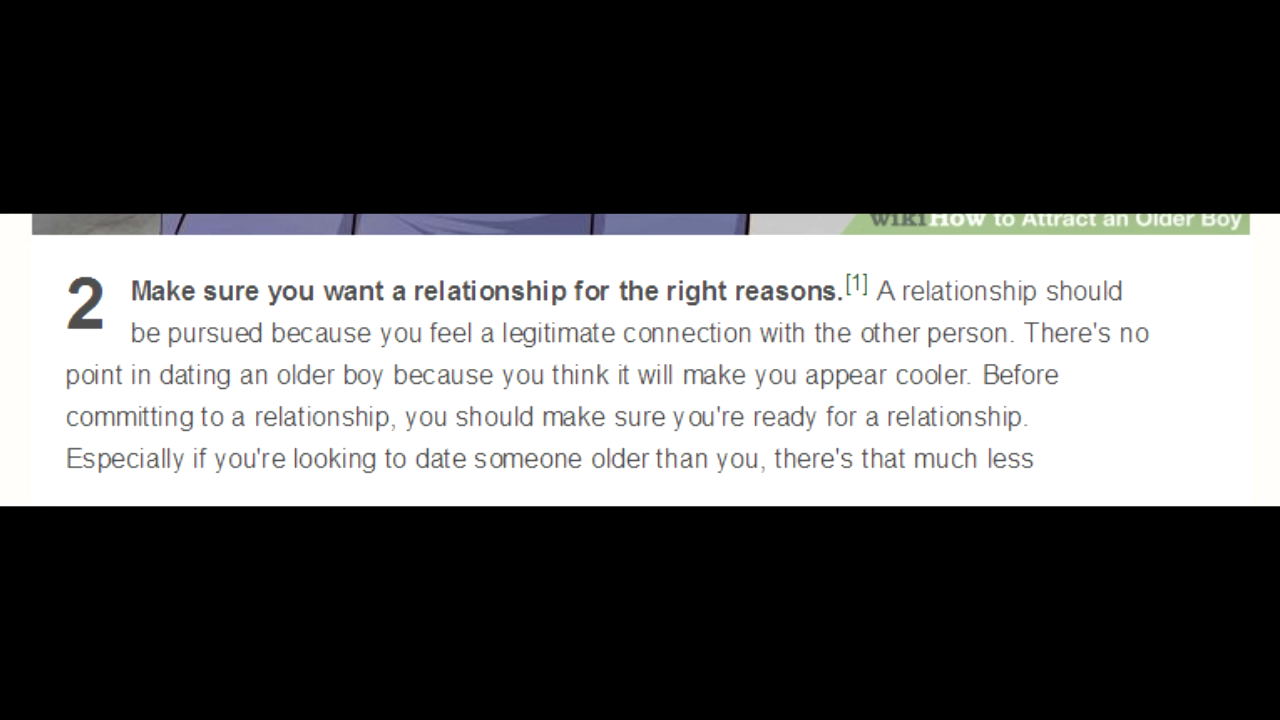 wikiHow to Attract an Older Boy
2 Make sure you want a relationship for the right reasons.[1] A relationship should
be pursued because you feel a legitimate connection with the other person. There's no
point in dating an older boy because you think it will make you appear cooler. Before
committing to a relationship, you should make sure you're ready for a relationship.
Especially if you're looking to date someone older than you, there's that much less